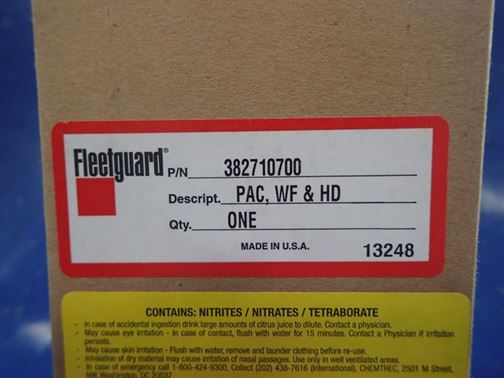 Fleetguard® P/N 382710700
Descript. PAC, WF & HD
Qty. ONE
MADE IN U.S.A. 13248
CONTAINS: NITRITES / NITRATES / TETRABORATE
- In case of accidental ingestion drink large amounts of citrus juice to dilute. Contact a physician.
- May cause eye irritation - In case of contact, flush with water for 15 minutes. Contact a Physician if irritation
persists.
- May cause skin irritation - Flush with water, remove and launder clothing before re-use.
- Inhalation of dry material may cause irritation of nasal passages. Use only in well ventilated areas.
- In case of emergency call 1-800-424-9300, Collect (202) 438-7616 (International), CHEMTREC, 2501 M Street,
NW, Washington, DC 20037